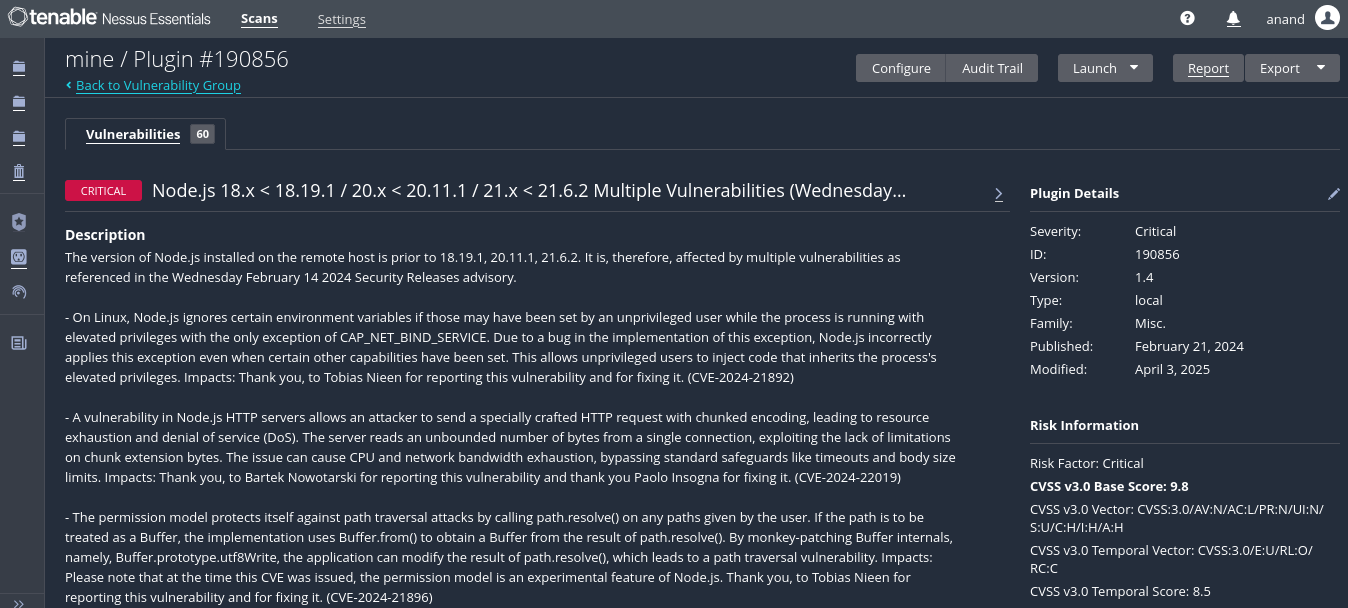 tenable Nessus Essentials
Scans
Settings
anand
mine / Plugin #190856
Back to Vulnerability Group
Configure
Audit Trail
Launch
Report
Export
Vulnerabilities 60
CRITICAL
Node.js 18.x < 18.19.1 / 20.x < 20.11.1 / 21.x < 21.6.2 Multiple Vulnerabilities (Wednesday...
Description
The version of Node.js installed on the remote host is prior to 18.19.1, 20.11.1, 21.6.2. It is, therefore, affected by multiple vulnerabilities as
referenced in the Wednesday February 14 2024 Security Releases advisory.
- On Linux, Node.js ignores certain environment variables if those may have been set by an unprivileged user while the process is running with
elevated privileges with the only exception of CAP_NET_BIND_SERVICE. Due to a bug in the implementation of this exception, Node.js incorrectly
applies this exception even when certain other capabilities have been set. This allows unprivileged users to inject code that inherits the process's
elevated privileges. Impacts: Thank you, to Tobias Nieen for reporting this vulnerability and for fixing it. (CVE-2024-21892)
- A vulnerability in Node.js HTTP servers allows an attacker to send a specially crafted HTTP request with chunked encoding, leading to resource
exhaustion and denial of service (DoS). The server reads an unbounded number of bytes from a single connection, exploiting the lack of limitations
on chunk extension bytes. The issue can cause CPU and network bandwidth exhaustion, bypassing standard safeguards like timeouts and body size
limits. Impacts: Thank you, to Bartek Nowotarski for reporting this vulnerability and thank you Paolo Insogna for fixing it. (CVE-2024-22019)
- The permission model protects itself against path traversal attacks by calling path.resolve() on any paths given by the user. If the path is to be
treated as a Buffer, the implementation uses Buffer.from() to obtain a Buffer from the result of path.resolve(). By monkey-patching Buffer internals,
namely, Buffer.prototype.utf8Write, the application can modify the result of path.resolve(), which leads to a path traversal vulnerability. Impacts:
Please note that at the time this CVE was issued, the permission model is an experimental feature of Node.js. Thank you, to Tobias Nieen for
reporting this vulnerability and for fixing it. (CVE-2024-21896)
Plugin Details
Severity: Critical
ID: 190856
Version: 1.4
Type: local
Family: Misc.
Published: February 21, 2024
Modified: April 3, 2025
Risk Information
Risk Factor: Critical
CVSS v3.0 Base Score: 9.8
CVSS v3.0 Vector: CVSS:3.0/AV:N/AC:L/PR:N/UI:N/
S:U/C:H/I:H/A:H
CVSS v3.0 Temporal Vector: CVSS:3.0/E:U/RL:O/
RC:C
CVSS v3.0 Temporal Score: 8.5